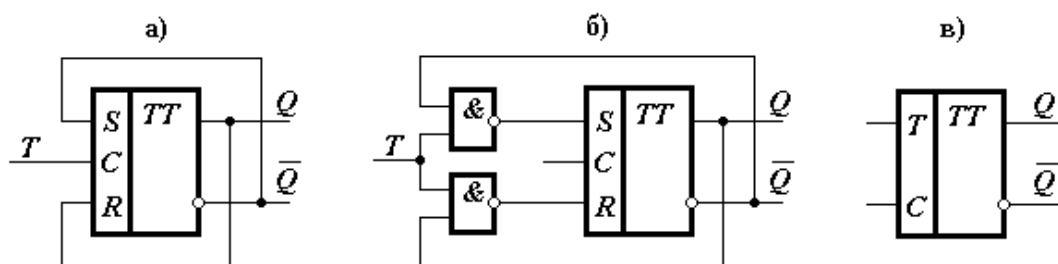 а)
S TT Q
T C
R Q̅
б)
& S TT Q
T C
& R Q̅
в)
T TT Q
C Q̅